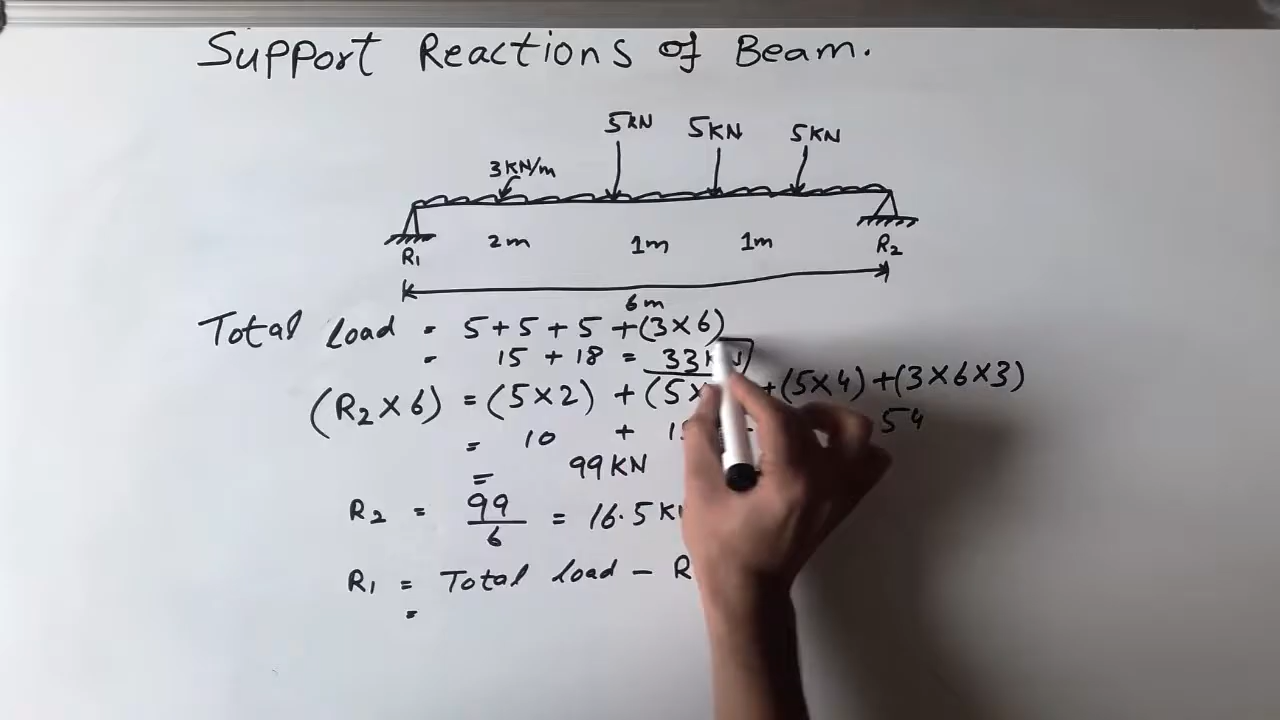 Support Reactions of Beam.
5KN 5KN 5KN
3KN/m
2m 1m 1m
R₁ R₂
6m
Total load = 5+5+5+(3×6)
= 15 + 18 = 33
(R₂×6) = (5×2) + (5× +(5×4)+(3×6×3)
= 10 + 54
= 99KN
R₂ = 99/6 = 16.5
R₁ = Total load - R
=